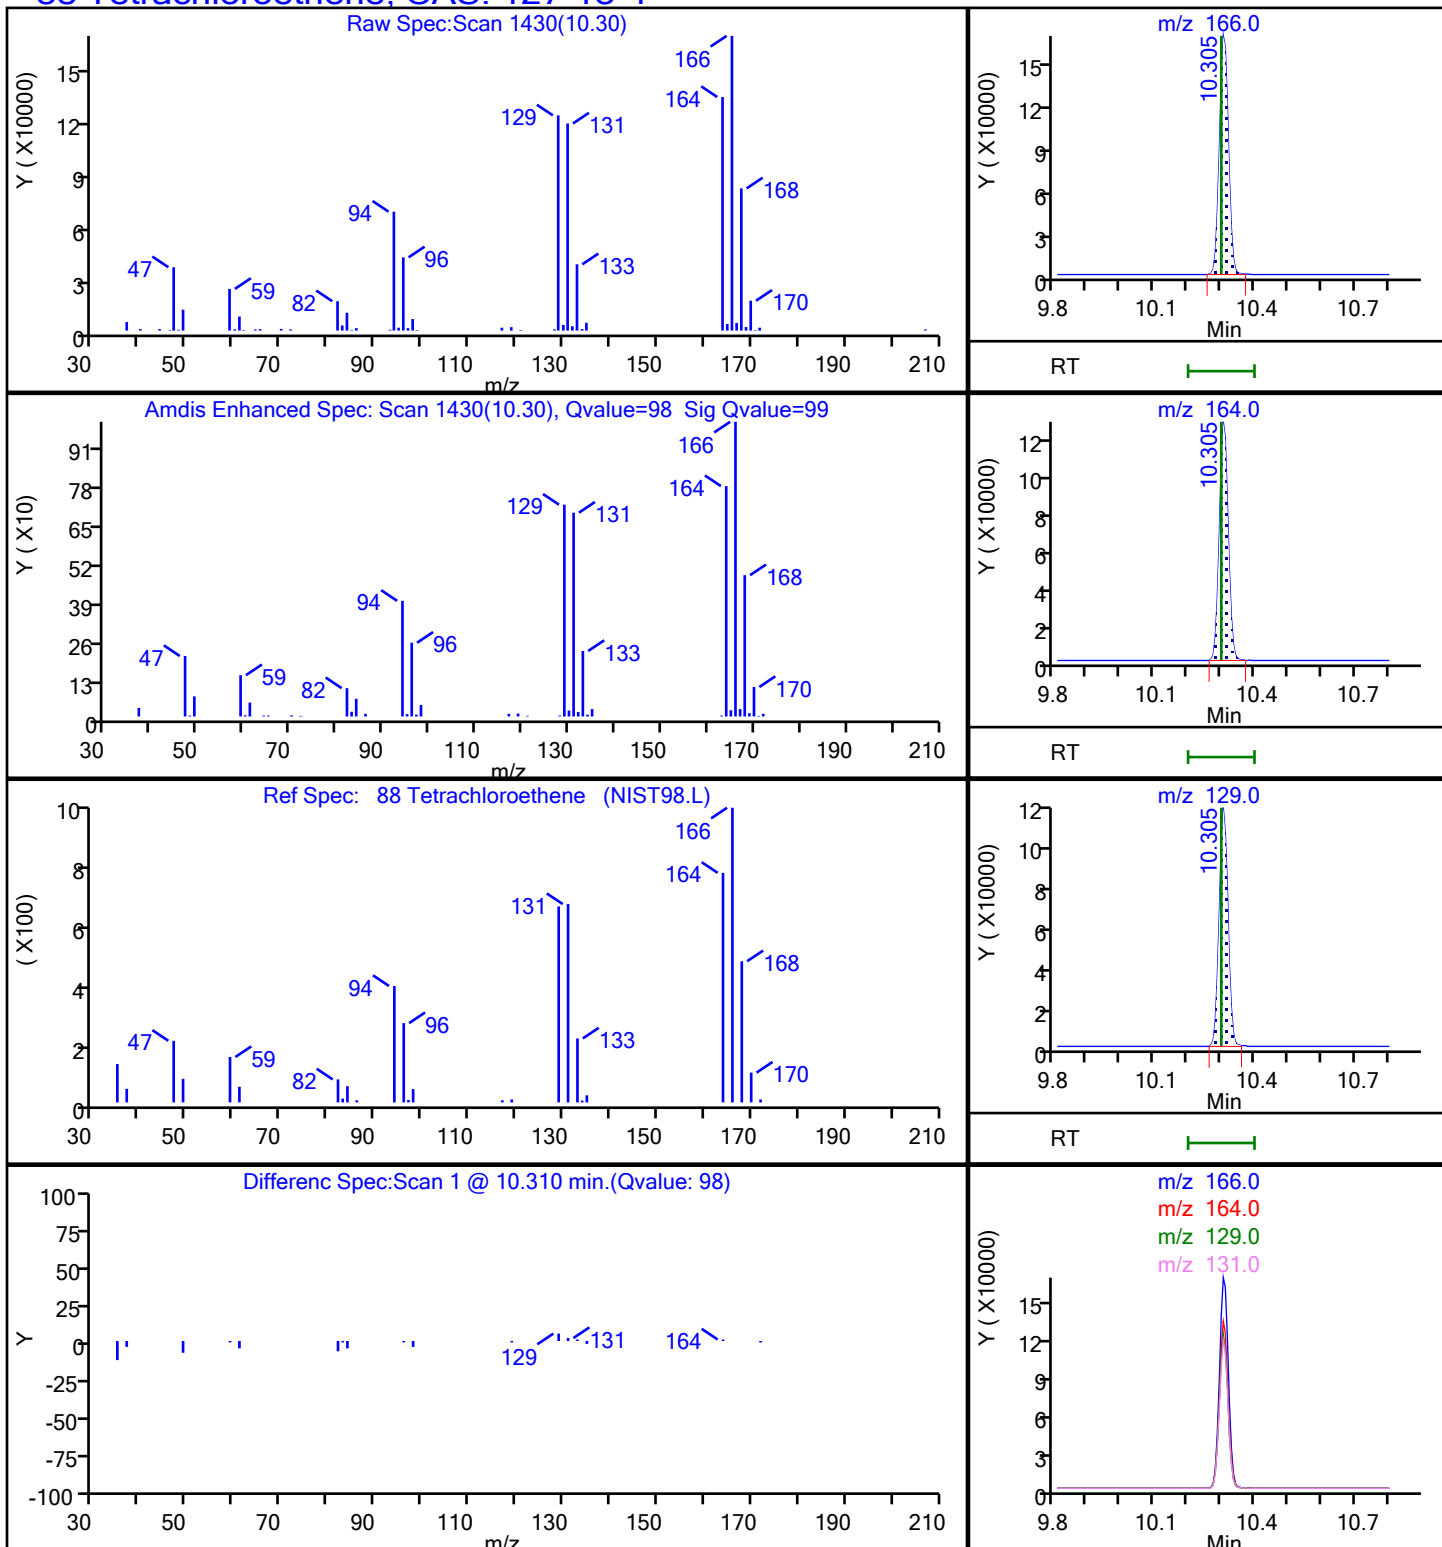 88 Tetrachloroethene, CAS: 127-18-4
Raw Spec:Scan 1430(10.30)
Y ( X10000)
15
12
9
6
3
0
47
59
82
94
96
129
131
133
164
166
168
170
30 50 70 90 110 130 150 170 190 210
m/z
m/z 166.0
Y ( X10000)
15
12
9
6
3
0
10.305
9.8 10.1 10.4 10.7
Min
RT
Amdis Enhanced Spec: Scan 1430(10.30), Qvalue=98 Sig Qvalue=99
Y ( X10)
91
78
65
52
39
26
13
0
47
59
82
94
96
129
131
133
164
166
168
170
30 50 70 90 110 130 150 170 190 210
m/z
m/z 164.0
Y ( X10000)
12
10
8
6
4
2
0
10.305
9.8 10.1 10.4 10.7
Min
RT
Ref Spec: 88 Tetrachloroethene (NIST98.L)
( X100)
10
8
6
4
2
0
47
59
82
94
96
131
133
164
166
168
170
30 50 70 90 110 130 150 170 190 210
m/z 129.0
Y ( X10000)
12
10
8
6
4
2
0
10.305
9.8 10.1 10.4 10.7
Min
RT
Differenc Spec:Scan 1 @ 10.310 min.(Qvalue: 98)
Y
100
75
50
25
0
-25
-50
-75
-100
129
131
164
30 50 70 90 110 130 150 170 190 210
m/z
m/z 166.0
m/z 164.0
m/z 129.0
m/z 131.0
Y ( X10000)
15
12
9
6
3
0
9.8 10.1 10.4 10.7
Min